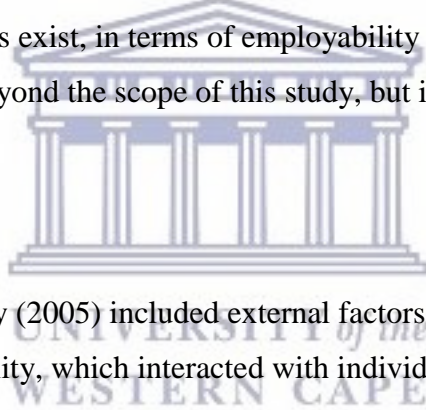 s exist, in terms of employability
yond the scope of this study, but i
y (2005) included external factors,
UNIVERSITY of the
lity, which interacted with individ
WESTERN CAPE